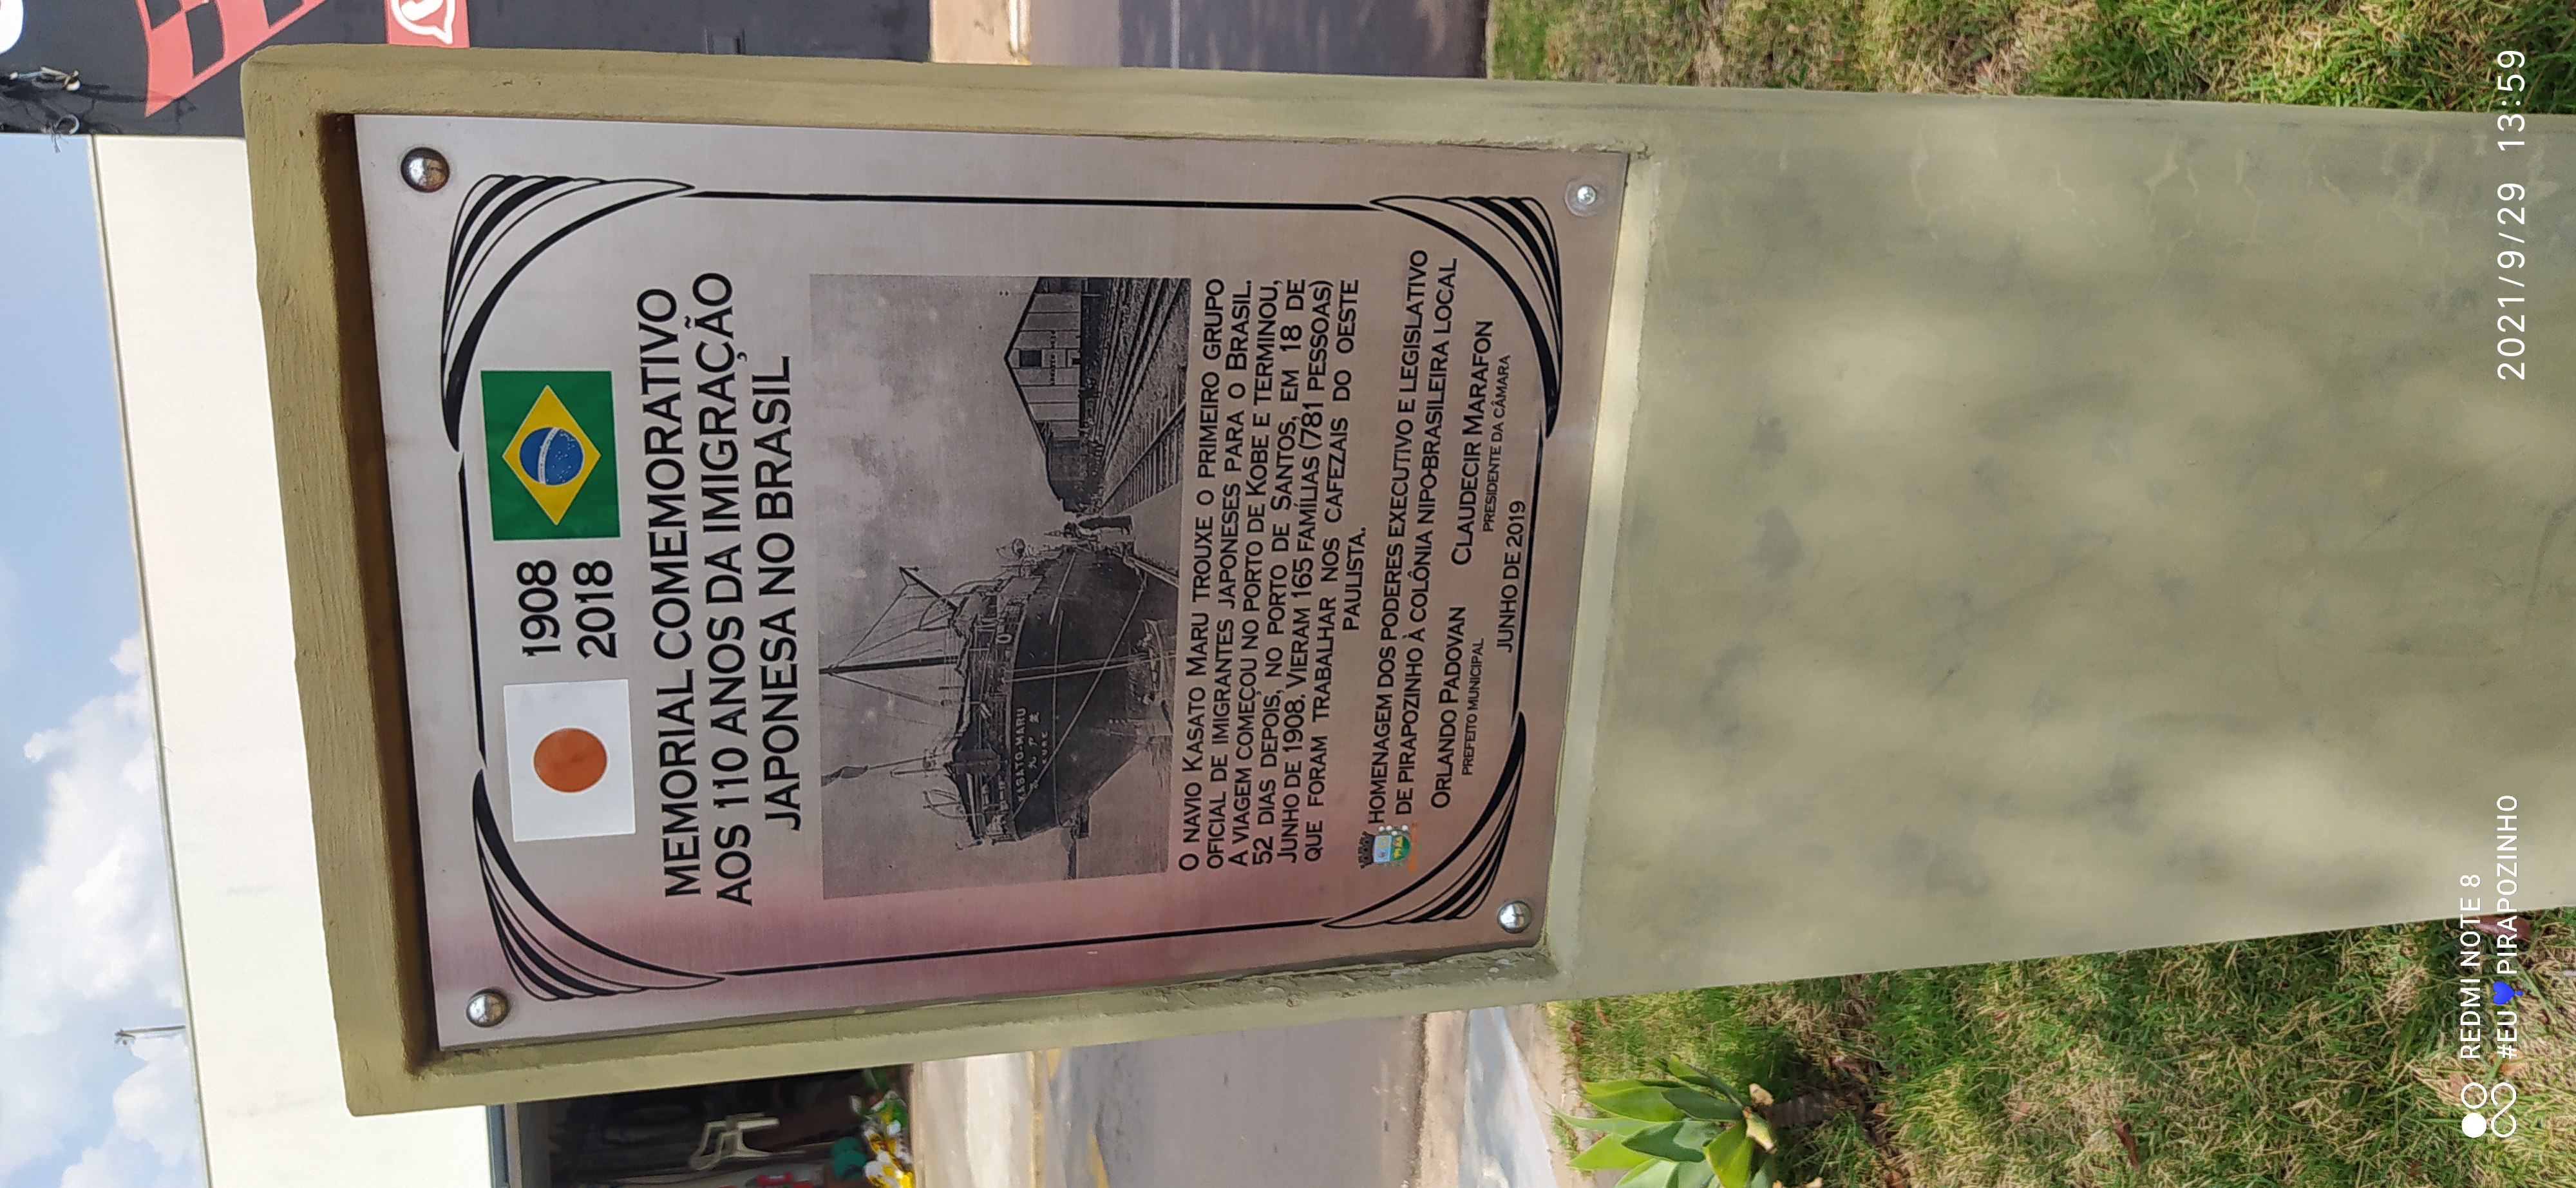 1908
2018
MEMORIAL COMEMORATIVO
AOS 110 ANOS DA IMIGRAÇÃO
JAPONESA NO BRASIL
KASATO-MARU
O NAVIO KASATO MARU TROUXE O PRIMEIRO GRUPO
OFICIAL DE IMIGRANTES JAPONESES PARA O BRASIL.
A VIAGEM COMEÇOU NO PORTO DE KOBE E TERMINOU,
52 DIAS DEPOIS, NO PORTO DE SANTOS, EM 18 DE
JUNHO DE 1908. VIERAM 165 FAMÍLIAS (781 PESSOAS)
QUE FORAM TRABALHAR NOS CAFEZAIS DO OESTE
PAULISTA.
HOMENAGEM DOS PODERES EXECUTIVO E LEGISLATIVO
DE PIRAPOZINHO À COLÔNIA NIPO-BRASILEIRA LOCAL
ORLANDO PADOVAN
PREFEITO MUNICIPAL
CLAUDECIR MARAFON
PRESIDENTE DA CÂMARA
JUNHO DE 2019
REDMI NOTE 8
#EU💙PIRAPOZINHO
2021/9/29 13:59